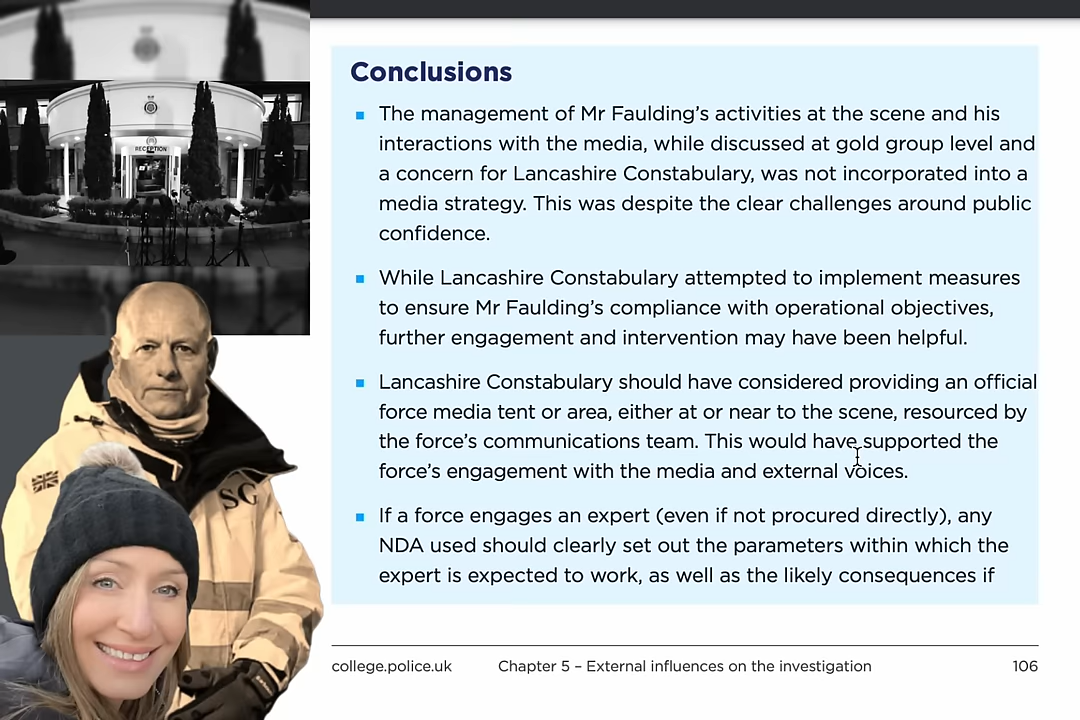 RECEPTION
SG
Conclusions
The management of Mr Faulding's activities at the scene and his
interactions with the media, while discussed at gold group level and
a concern for Lancashire Constabulary, was not incorporated into a
media strategy. This was despite the clear challenges around public
confidence.
While Lancashire Constabulary attempted to implement measures
to ensure Mr Faulding's compliance with operational objectives,
further engagement and intervention may have been helpful.
Lancashire Constabulary should have considered providing an official
force media tent or area, either at or near to the scene, resourced by
the force's communications team. This would have supported the
force's engagement with the media and external voices.
If a force engages an expert (even if not procured directly), any
NDA used should clearly set out the parameters within which the
expert is expected to work, as well as the likely consequences if
college.police.uk Chapter 5 – External influences on the investigation 106